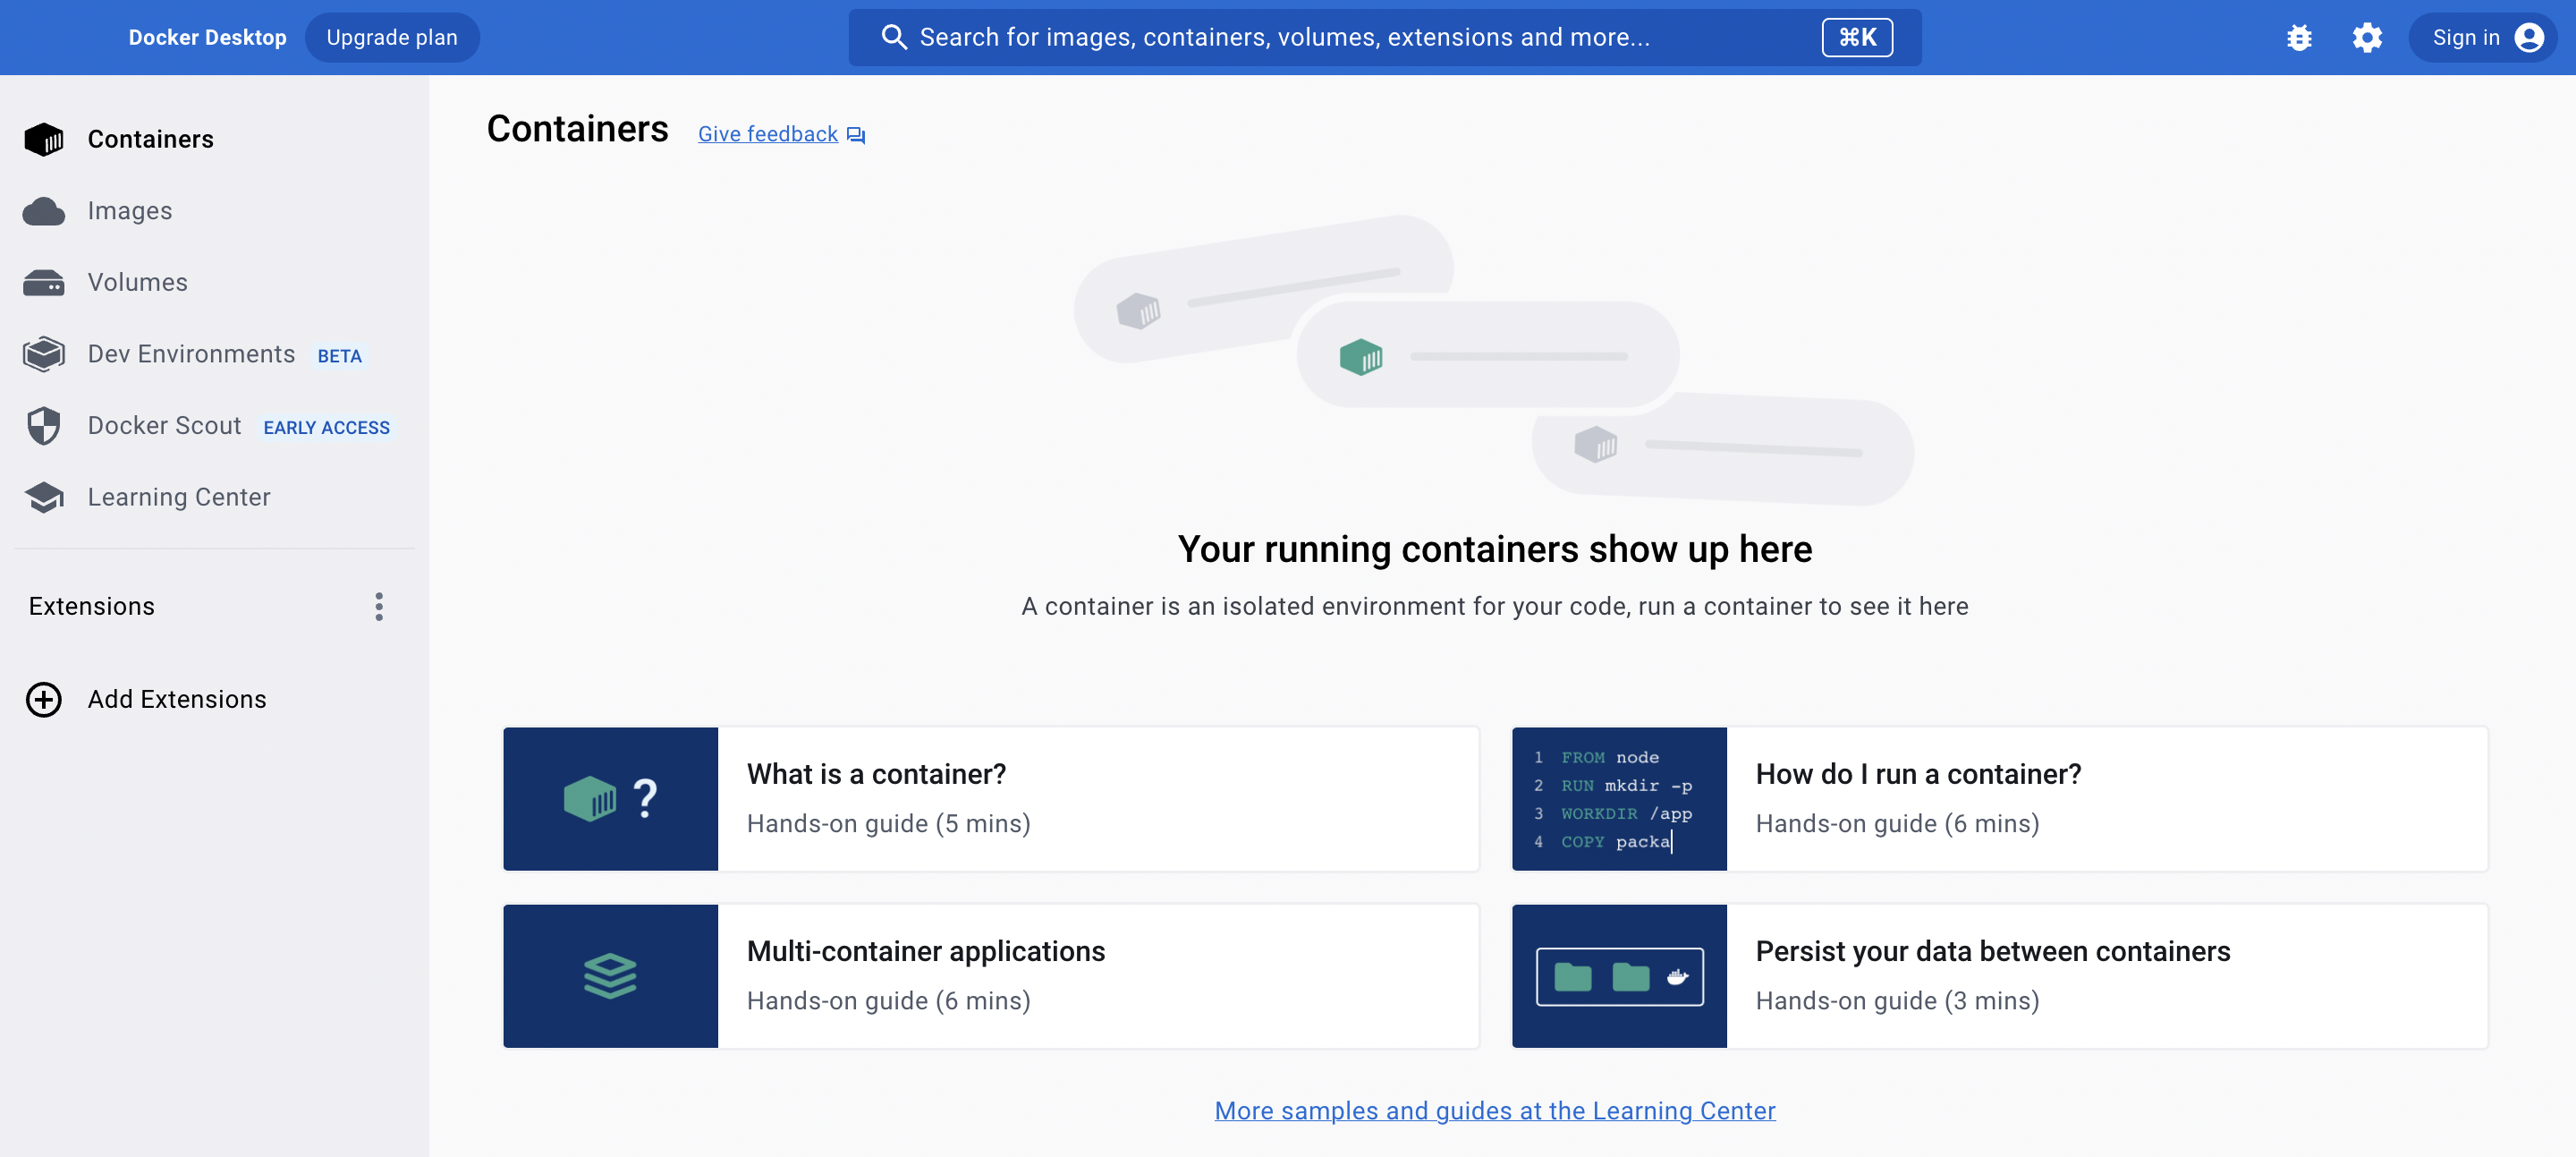 Docker Desktop
Upgrade plan
Search for images, containers, volumes, extensions and more...
⌘K
Sign in
Containers
Images
Volumes
Dev Environments BETA
Docker Scout EARLY ACCESS
Learning Center
Extensions
Add Extensions
Containers
Give feedback
Your running containers show up here
A container is an isolated environment for your code, run a container to see it here
?
What is a container?
Hands-on guide (5 mins)
1 FROM node
2 RUN mkdir -p
3 WORKDIR /app
4 COPY packa
How do I run a container?
Hands-on guide (6 mins)
Multi-container applications
Hands-on guide (6 mins)
Persist your data between containers
Hands-on guide (3 mins)
More samples and guides at the Learning Center